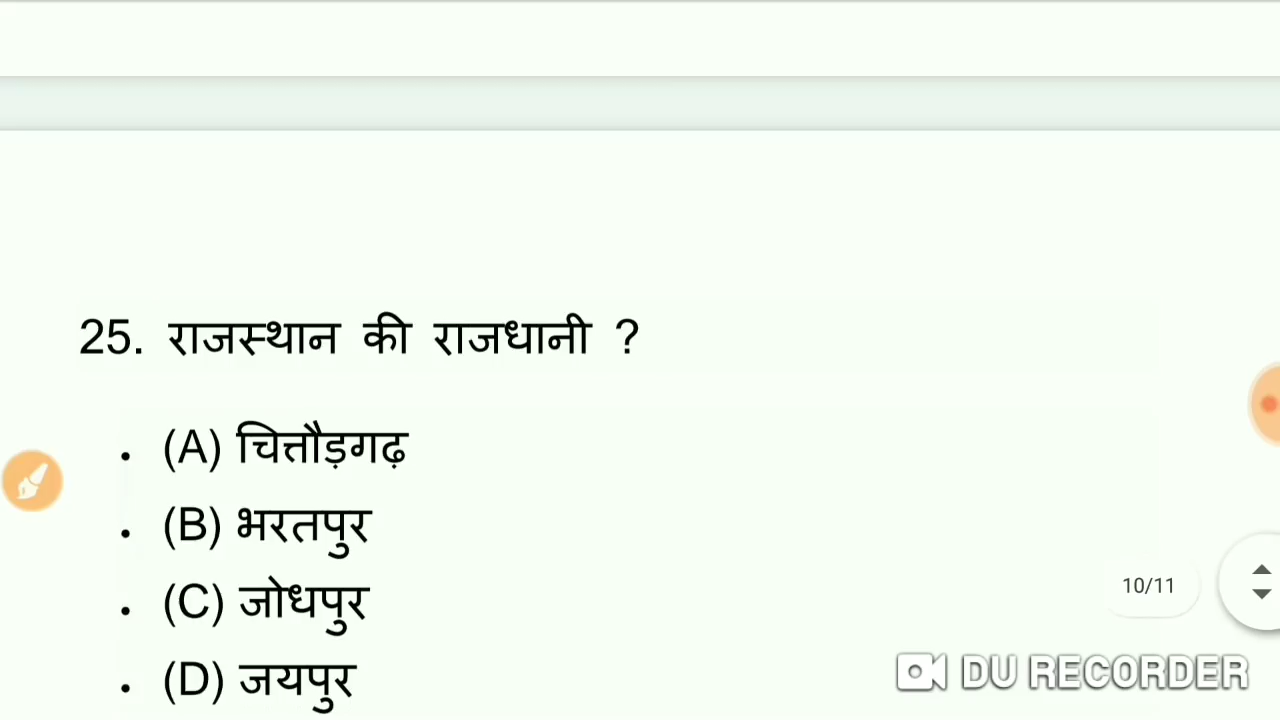 25. राजस्थान की राजधानी ?
• (A) चित्तौड़गढ़
• (B) भरतपुर
• (C) जोधपुर
• (D) जयपुर
10/11
DU RECORDER